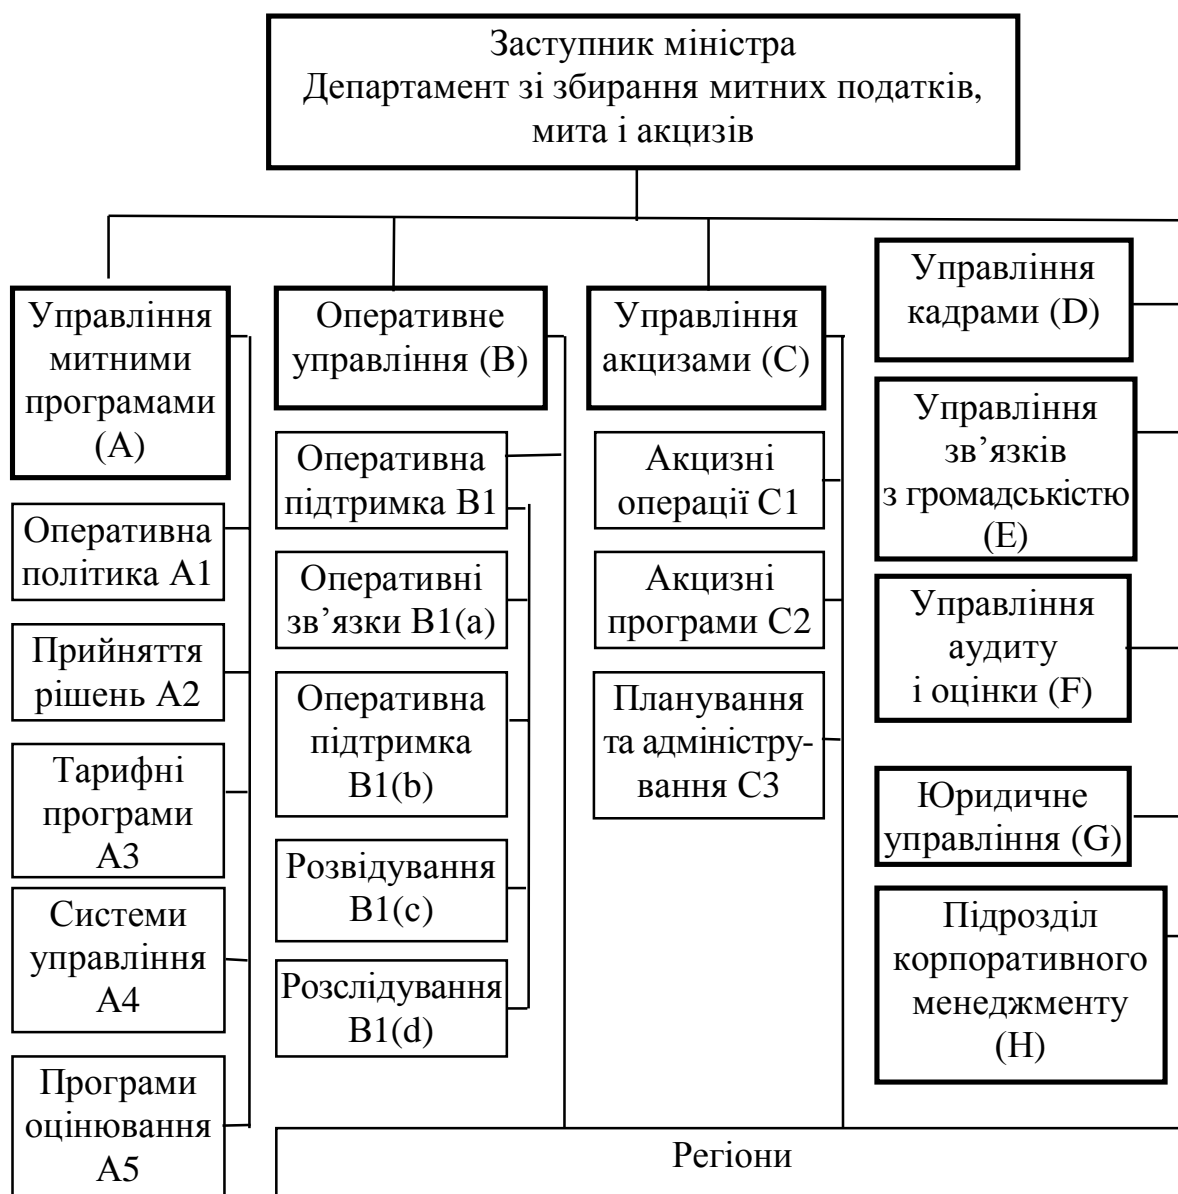 Заступник міністра
Департамент зі збирання митних податків,
мита і акцизів
Управління
митними
програмами
(A)
Оперативна
політика A1
Прийняття
рішень A2
Тарифні
програми
A3
Системи
управління
A4
Програми
оцінювання
A5
Оперативне
управління (B)
Оперативна
підтримка B1
Оперативні
зв’язки B1(a)
Оперативна
підтримка
B1(b)
Розвідування
B1(c)
Розслідування
B1(d)
Управління
акцизами (C)
Акцизні
операції C1
Акцизні
програми C2
Планування
та адміністру-
вання C3
Управління
кадрами (D)
Управління
зв’язків
з громадськістю
(E)
Управління
аудиту
і оцінки (F)
Юридичне
управління (G)
Підрозділ
корпоративного
менеджменту
(H)
Регіони